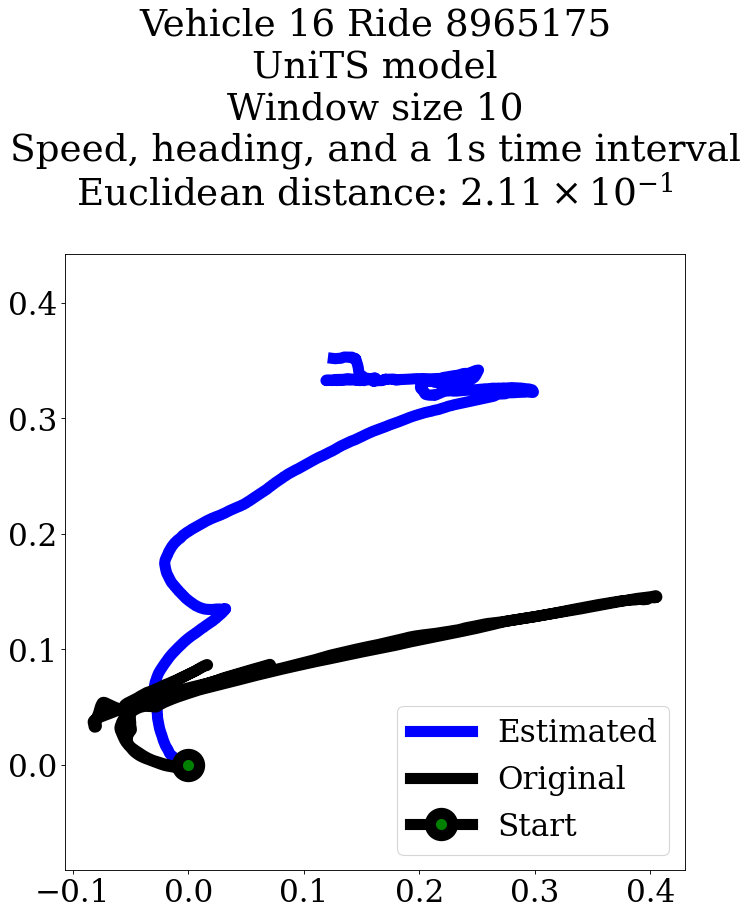 Vehicle 16 Ride 8965175
UniTS model
Window size 10
Speed, heading, and a 1s time interval
Euclidean distance: $2.11 \times 10^{-1}$
0.4
0.3
0.2
0.1
0.0
Estimated
Original
Start
−0.1 0.0 0.1 0.2 0.3 0.4